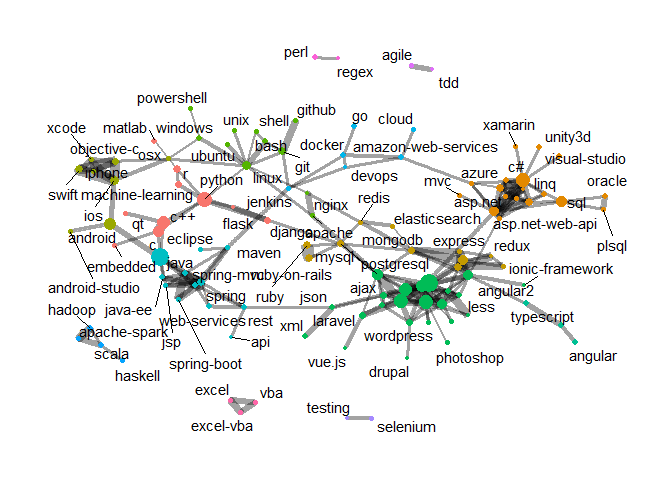 perl
agile
regex
tdd
powershell
github
go
cloud
xcode
matlab
windows
unix
shell
xamarin
unity3d
objective-c
osx
ubuntu
bash
docker
amazon-web-services
visual-studio
iphone
r
linux
git
devops
azure
c#
swift
machine-learning
python
mvc
linq
oracle
ios
jenkins
nginx
redis
asp.net
sql
qt
c++
flask
elasticsearch
asp.net-web-api
plsql
android
c
eclipse
django
apache
mongodb
express
redux
embedded
java
maven
mysql
postgresql
ionic-framework
android-studio
spring-mvc
ruby-on-rails
ajax
angular2
hadoop
java-ee
spring
ruby
json
less
typescript
apache-spark
web-services
rest
xml
laravel
wordpress
scala
jsp
api
vue.js
photoshop
angular
haskell
spring-boot
drupal
excel
vba
testing
excel-vba
selenium